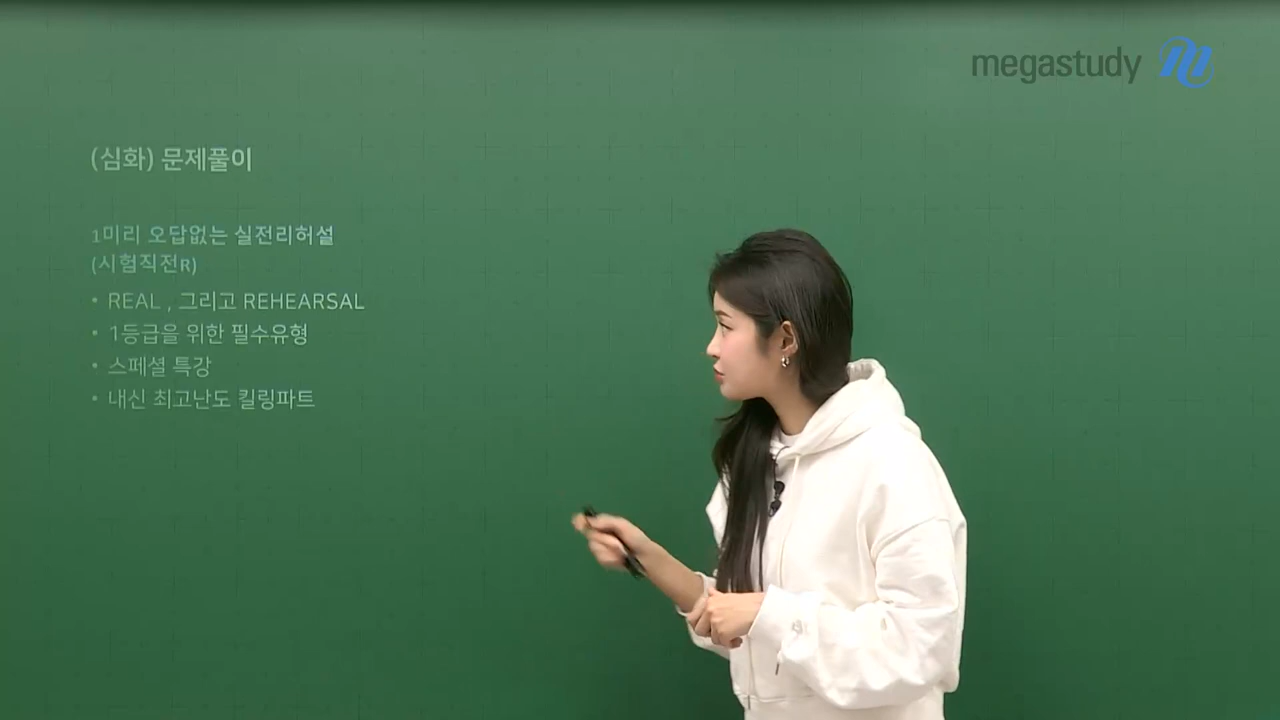 megastudy
(심화) 문제풀이
1미리 오답없는 실전리허설
(시험직전R)
• REAL , 그리고 REHEARSAL
• 1등급을 위한 필수유형
• 스페셜 특강
• 내신 최고난도 킬링파트